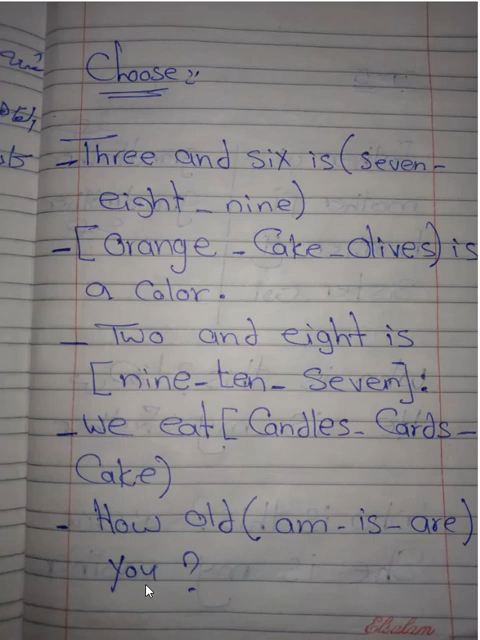 Choose:
- Three and six is (seven-
eight - nine)
- [Orange - Cake - olives) is
a color.
- Two and eight is
[nine-ten- Seven]:
- we eat [Candles- Cards-
Cake)
- How old (. am - is - are)
you ?
Elsalam